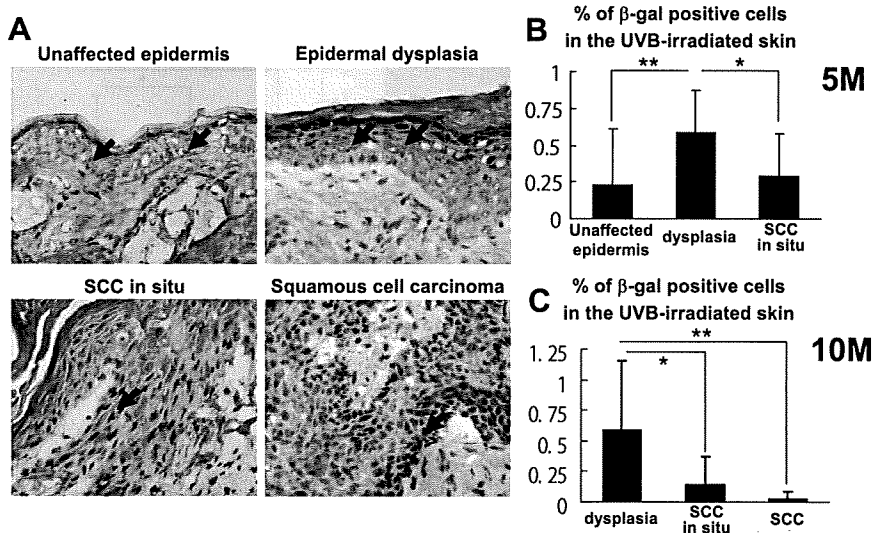 A
Unaffected epidermis
Epidermal dysplasia
SCC in situ
Squamous cell carcinoma
B
% of β-gal positive cells
in the UVB-irradiated skin
5M
**
*
1
0.75
0.5
0.25
0
Unaffected
epidermis
dysplasia
SCC
in situ
C
% of β-gal positive cells
in the UVB-irradiated skin
10M
**
*
1.25
1
0.75
0.5
0.25
0
dysplasia
SCC
in situ
SCC